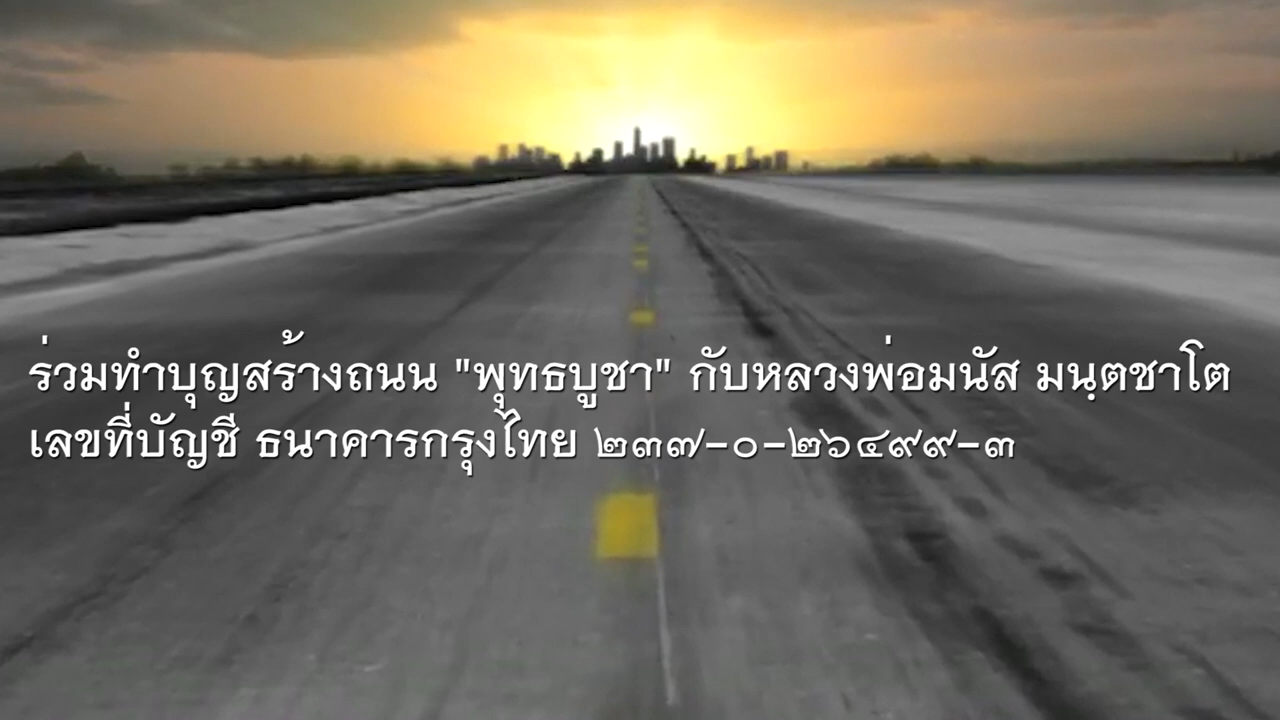 ร่วมทำบุญสร้างถนน "พุทธบูชา" กับหลวงพ่อมนัส มนฺตชาโต
เลขที่บัญชี ธนาคารกรุงไทย ๒๓๗-๐-๒๖๔๙๙-๓